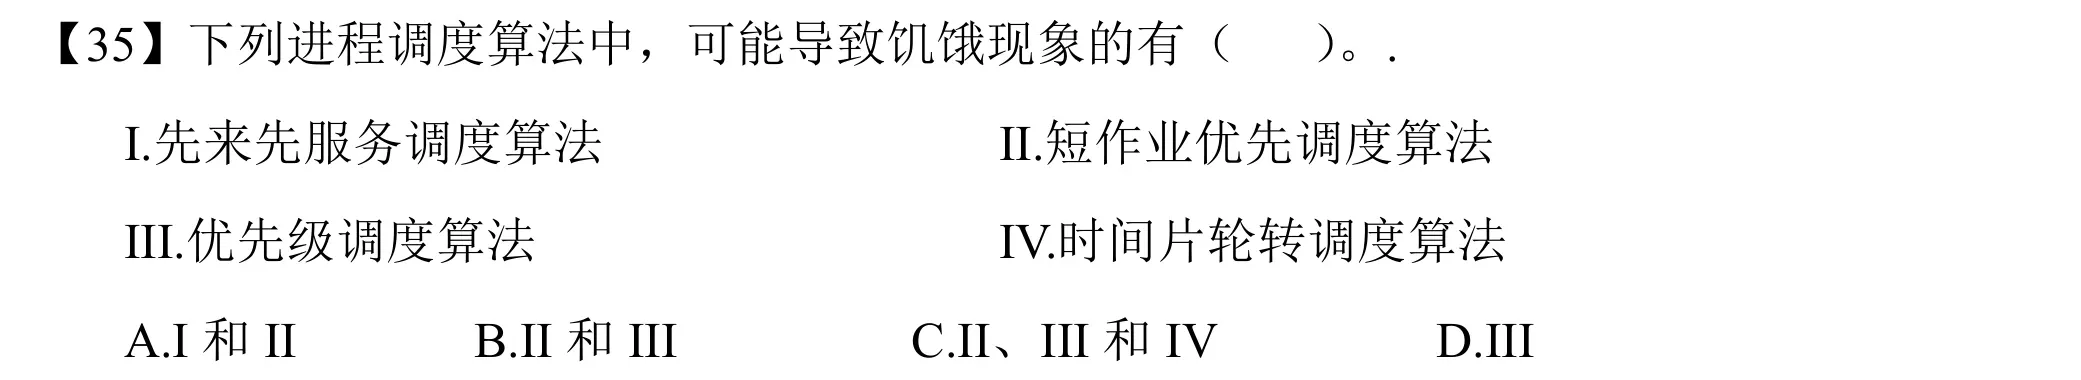 【35】下列进程调度算法中，可能导致饥饿现象的有（　　）。.
I.先来先服务调度算法　　II.短作业优先调度算法
III.优先级调度算法　　IV.时间片轮转调度算法
A.I 和 II　　B.II 和 III　　C.II、III 和 IV　　D.III